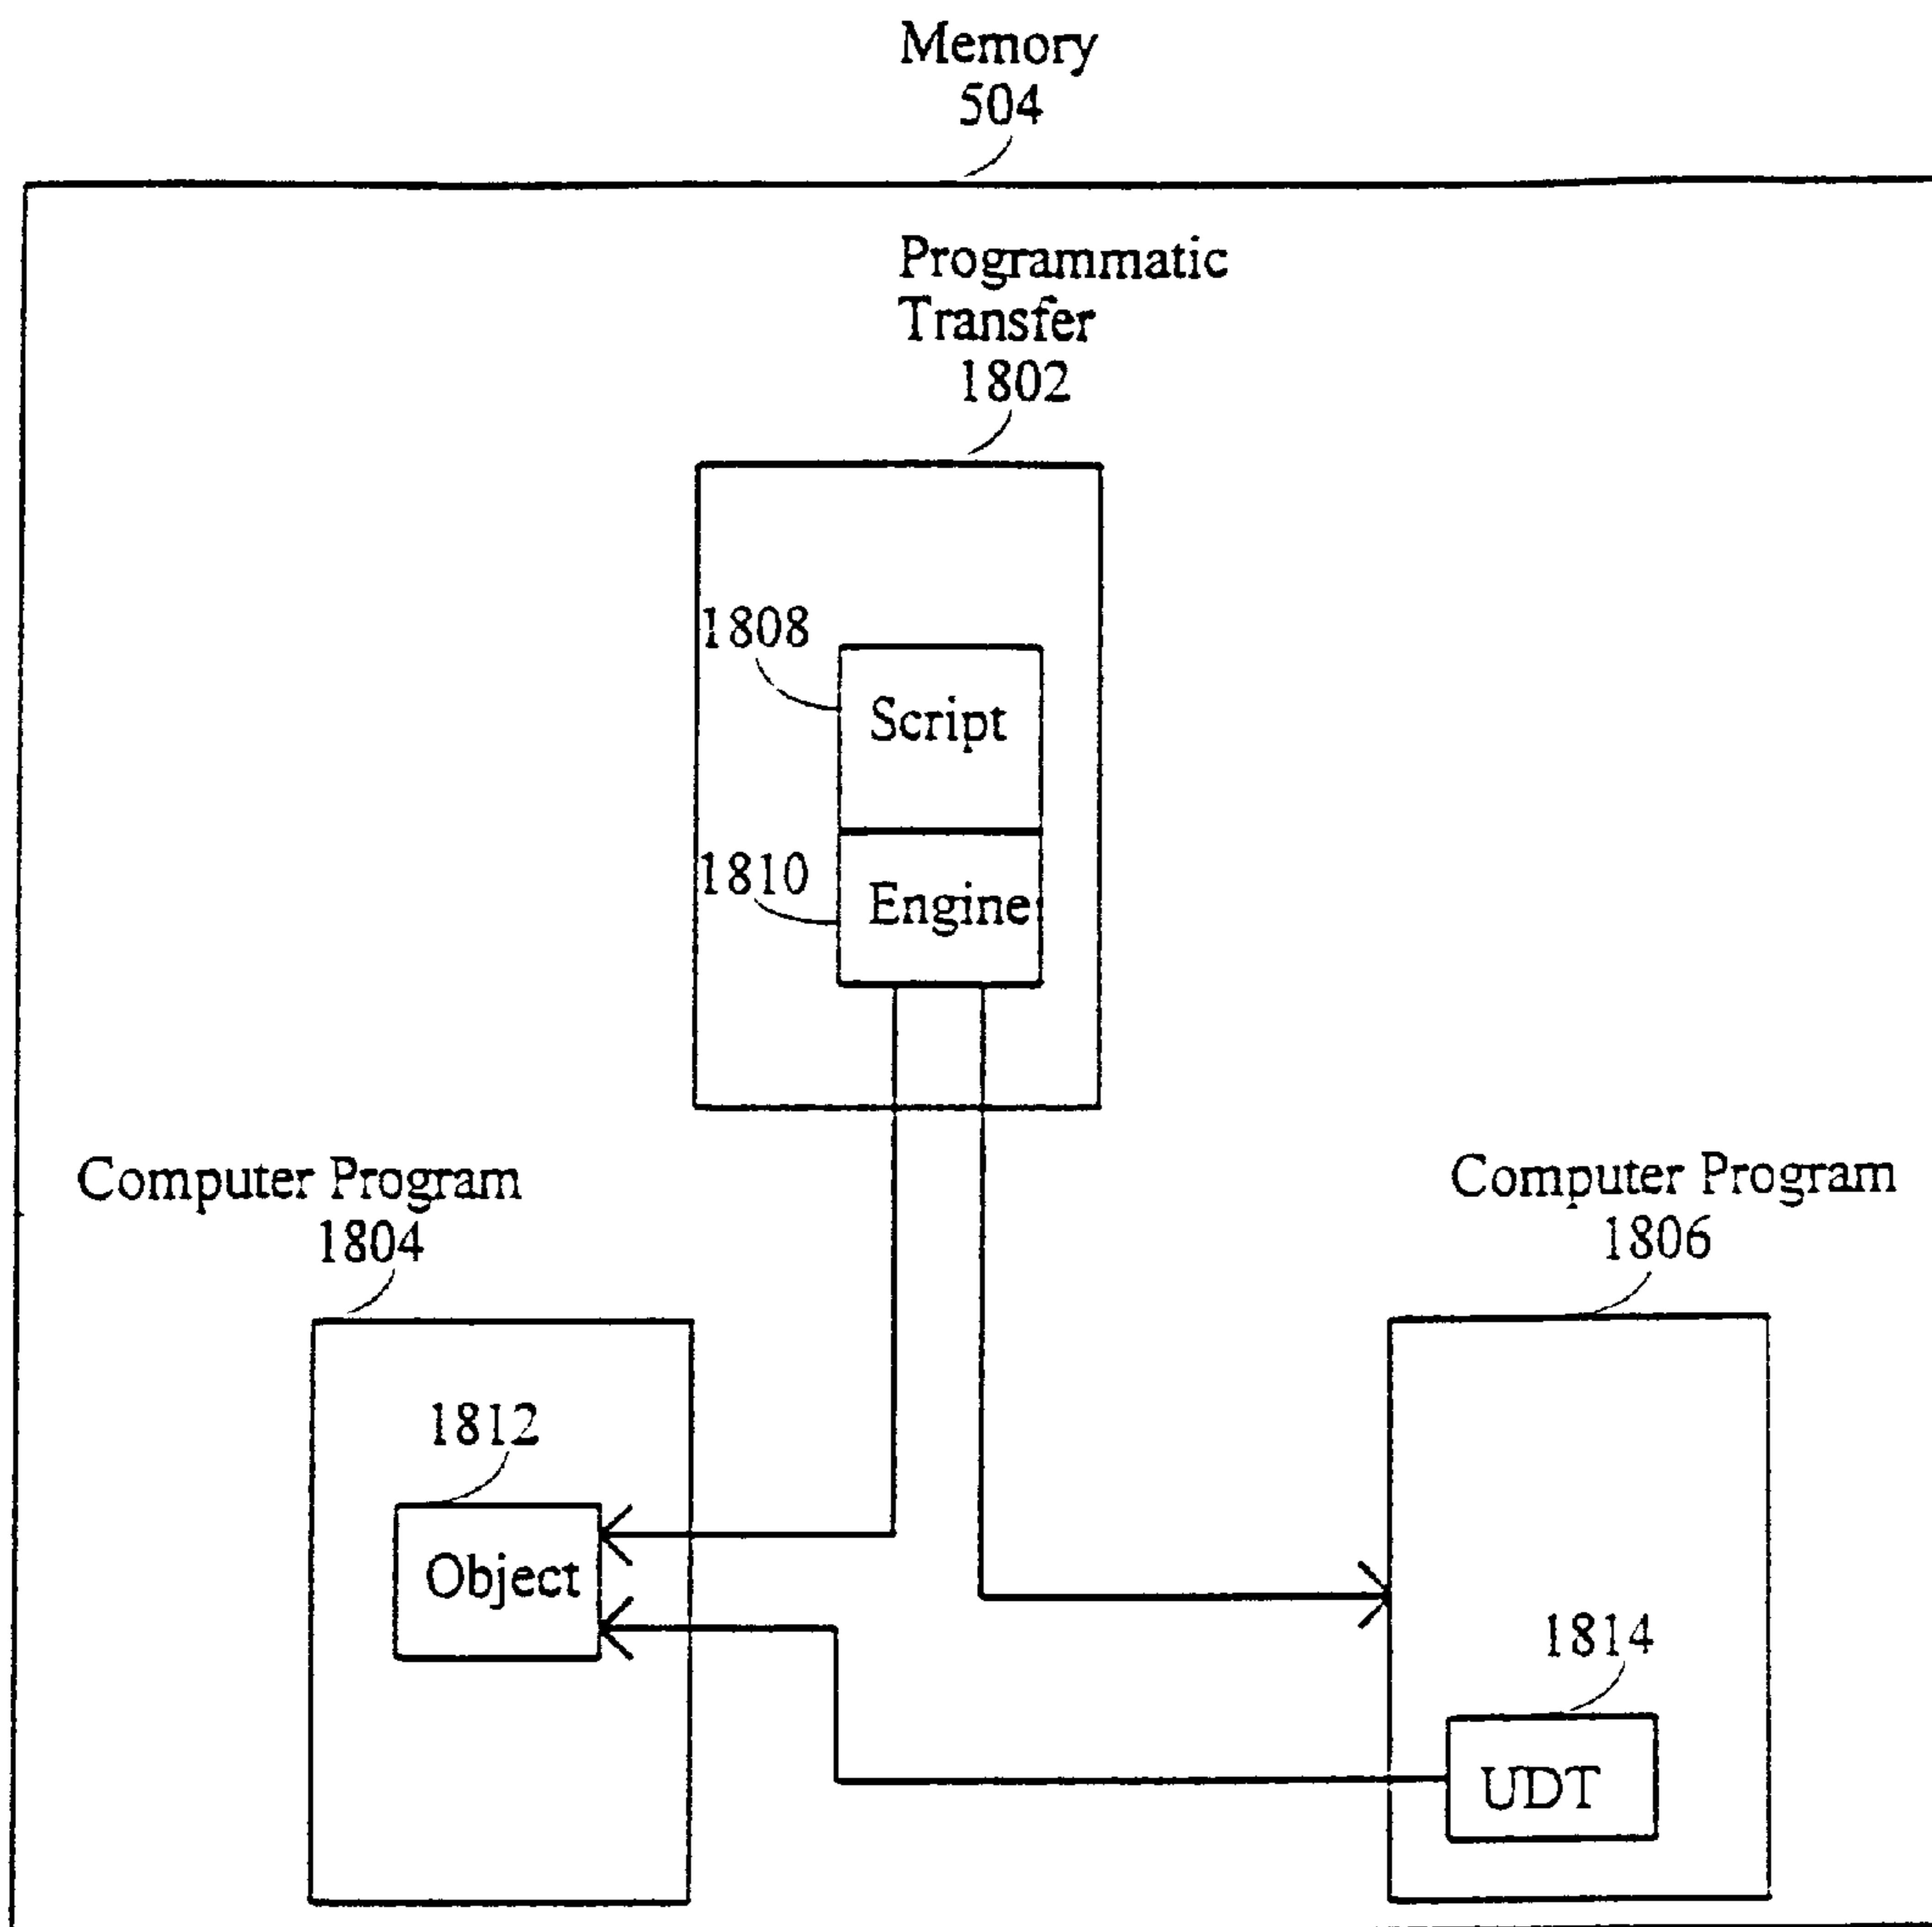 Memory
504
Programmatic
Transfer
1802
1808
Script
1810
Engine
Computer Program
1804
Computer Program
1806
1812
Object
1814
UDT